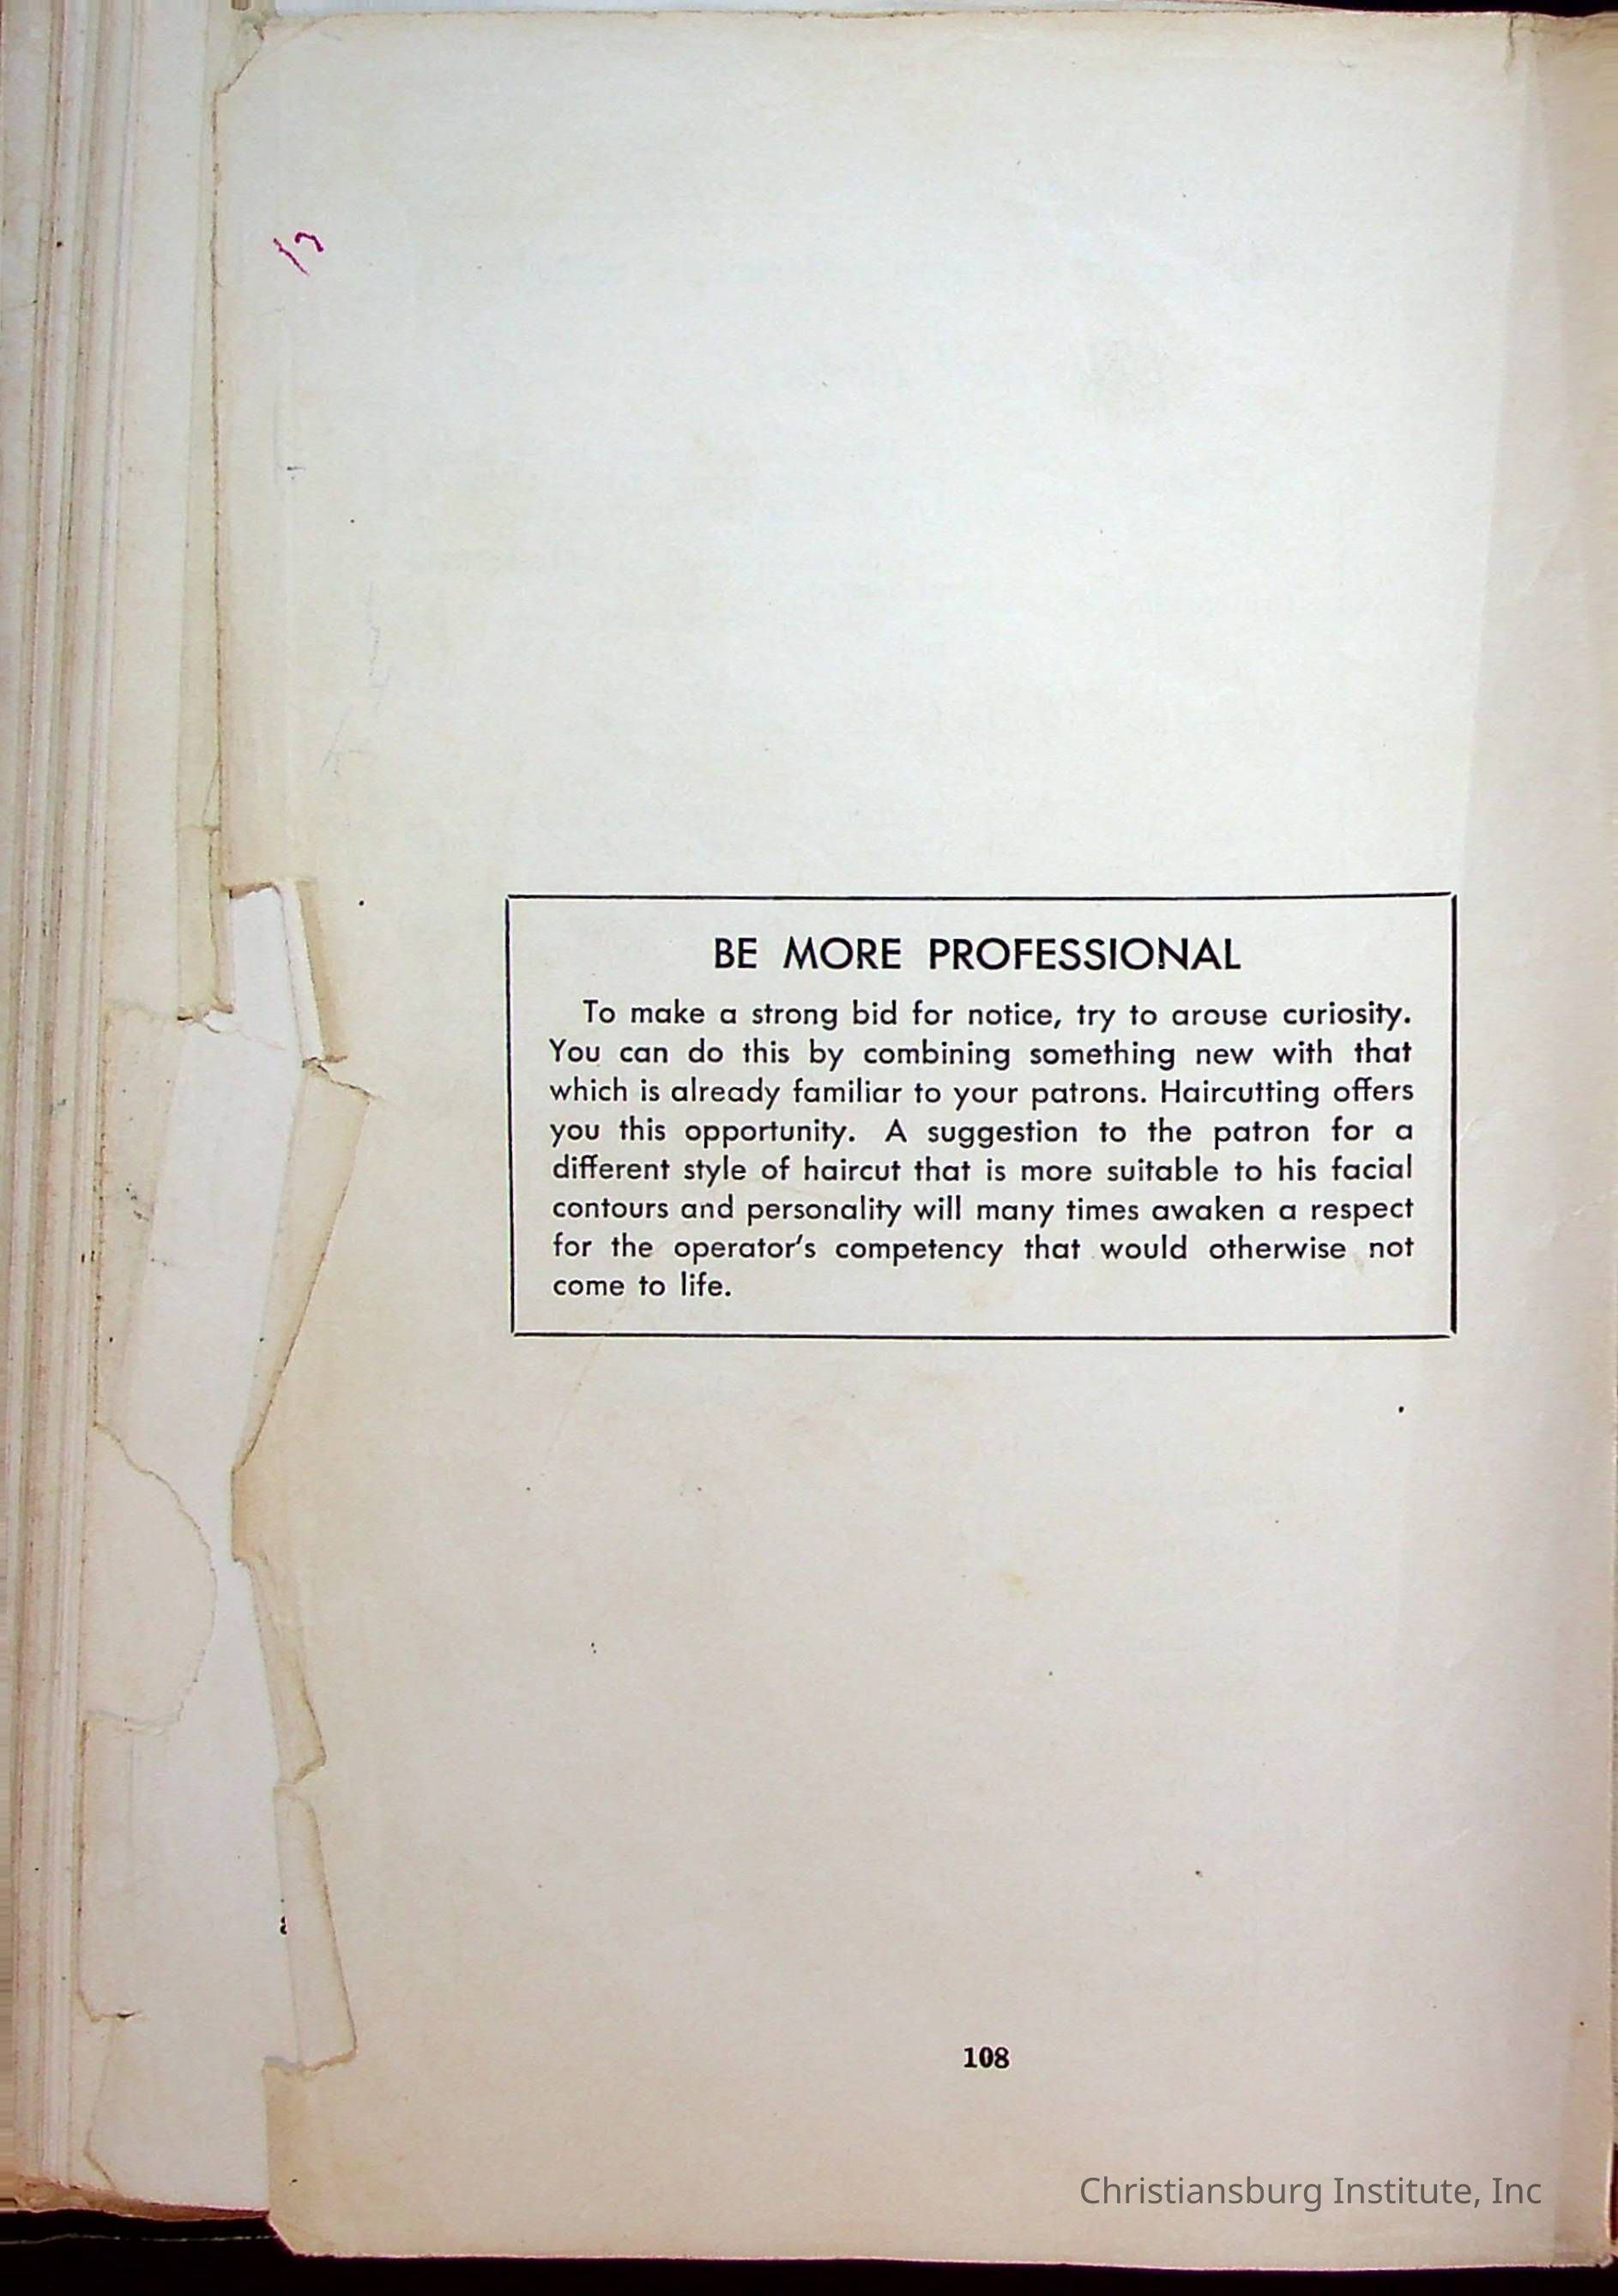 BE MORE PROFESSIONAL
To make a strong bid for notice, try to arouse curiosity.
You can do this by combining something new with that
which is already familiar to your patrons. Haircutting offers
you this opportunity. A suggestion to the patron for a
different style of haircut that is more suitable to his facial
contours and personality will many times awaken a respect
for the operator's competency that would otherwise not
come to life.
108
Christiansburg Institute, Inc